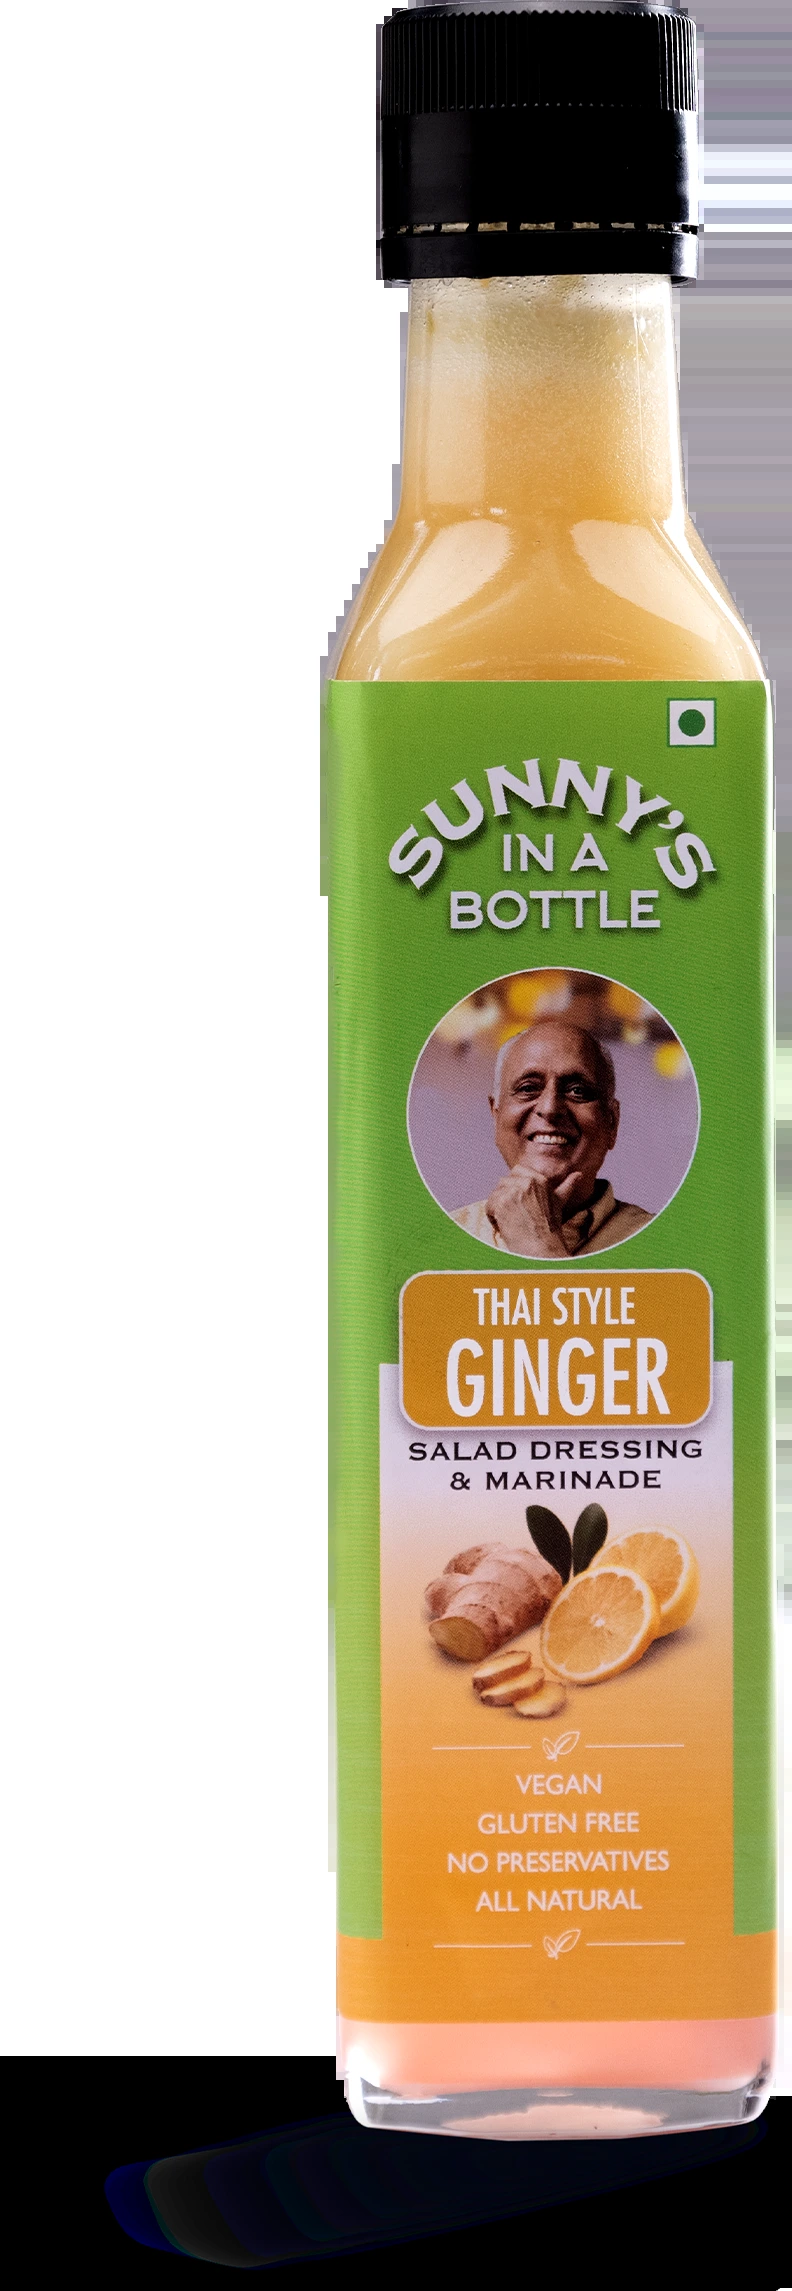 SUNNY'S
IN A
BOTTLE
THAI STYLE
GINGER
SALAD DRESSING
& MARINADE
VEGAN
GLUTEN FREE
NO PRESERVATIVES
ALL NATURAL